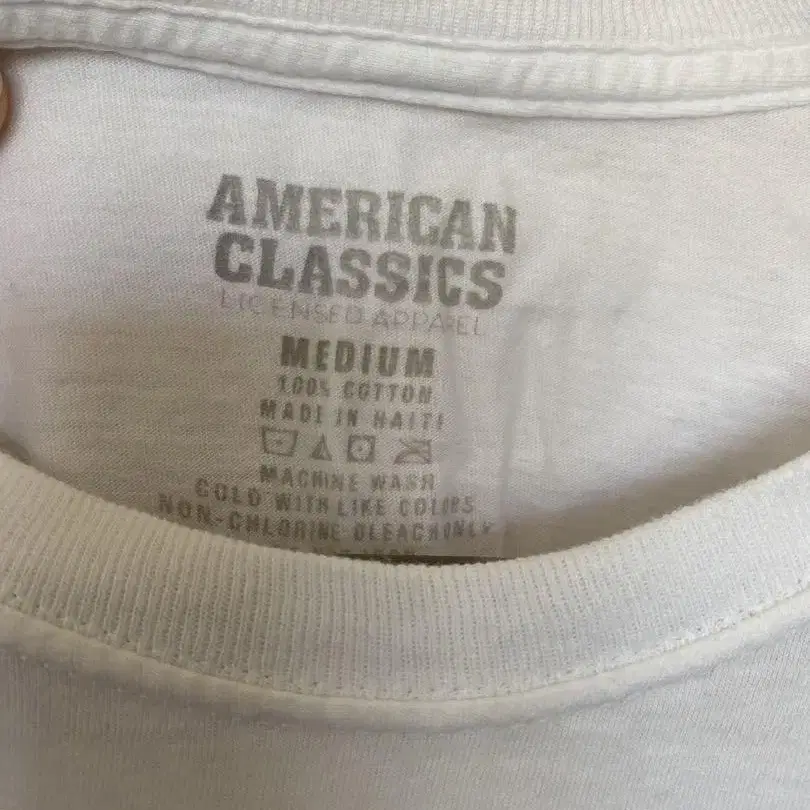 AMERICAN
CLASSICS
LICENSED APPAREL
MEDIUM
100% COTTON
MADE IN HAITI
MACHINE WASH
COLD WITH LIKE COLORS
NON-CHLORINE BLEACH ONLY